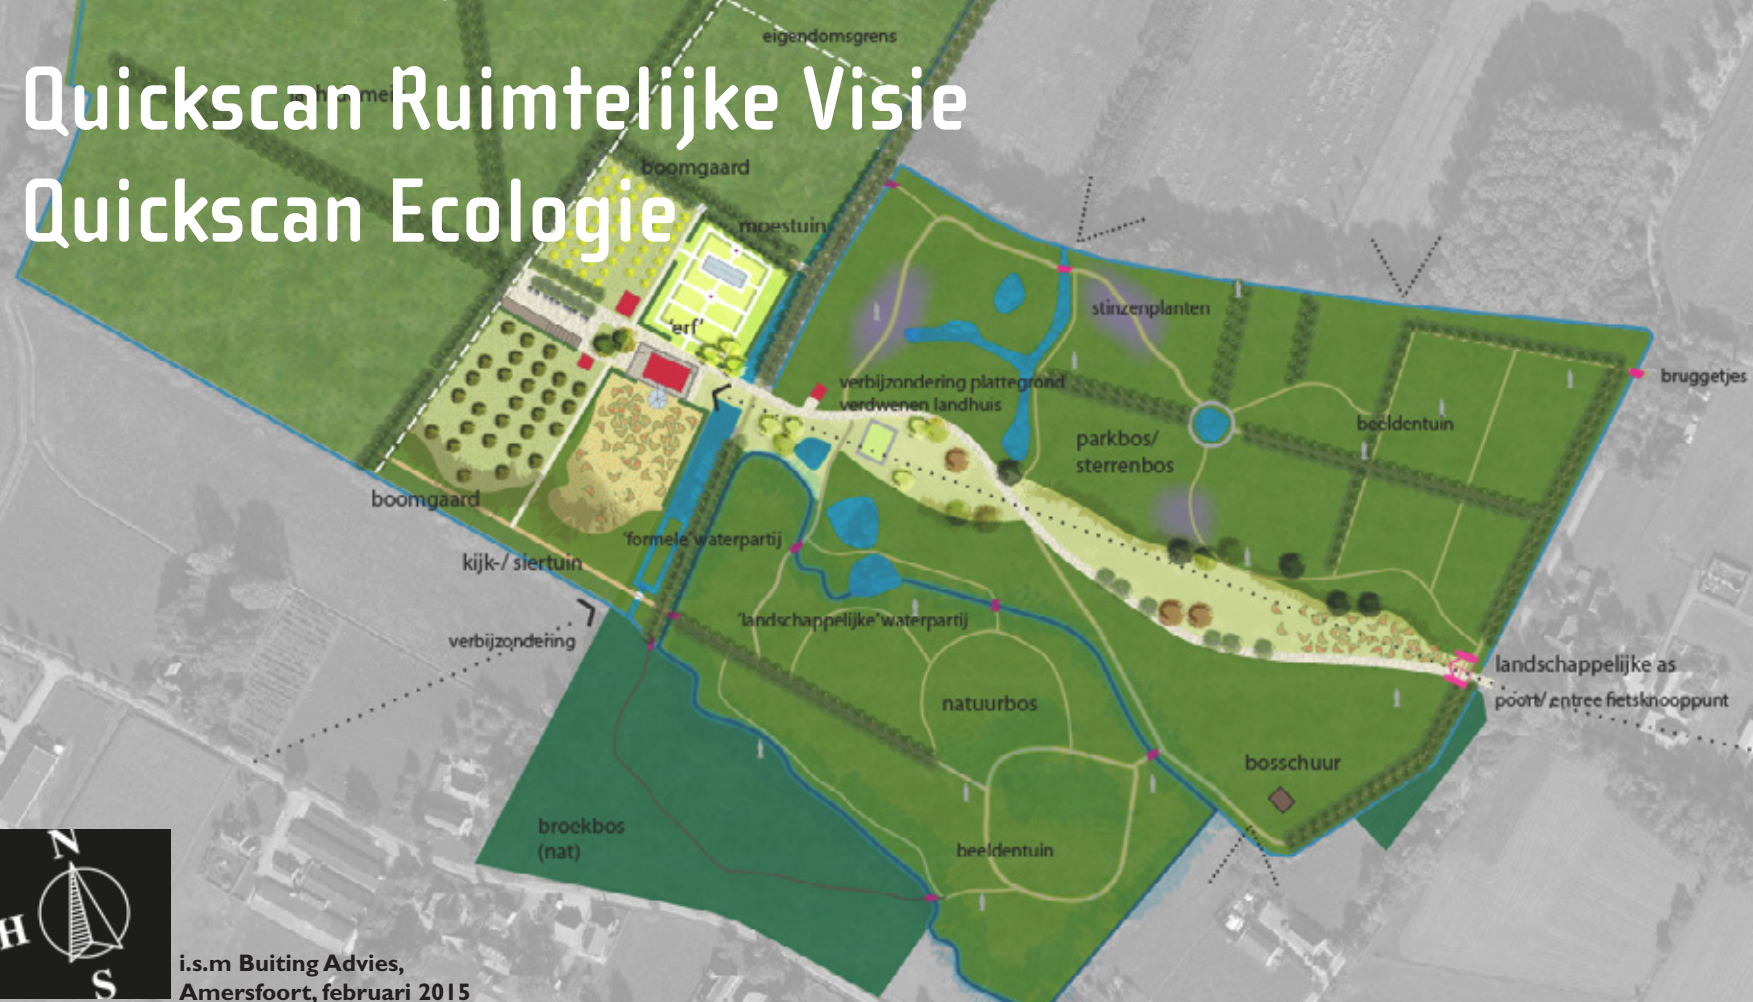 eigendomsgrens
Quickscan Ruimtelijke Visie
Quickscan Ecologie
boomgaard
moestuin
stinzenplanten
'erf'
verbijzondering plattegrond
verdwenen landhuis
bruggetjes
beeldentuin
parkbos/
sterrenbos
boomgaard
'formele' waterpartij
kijk-/ siertuin
'landschappelijke' waterpartij
verbijzondering
landschappelijke as
poort/ entree fietsknooppunt
natuurbos
bosschuur
broekbos
(nat)
beeldentuin
N
H
S
i.s.m Buiting Advies,
Amersfoort, februari 2015